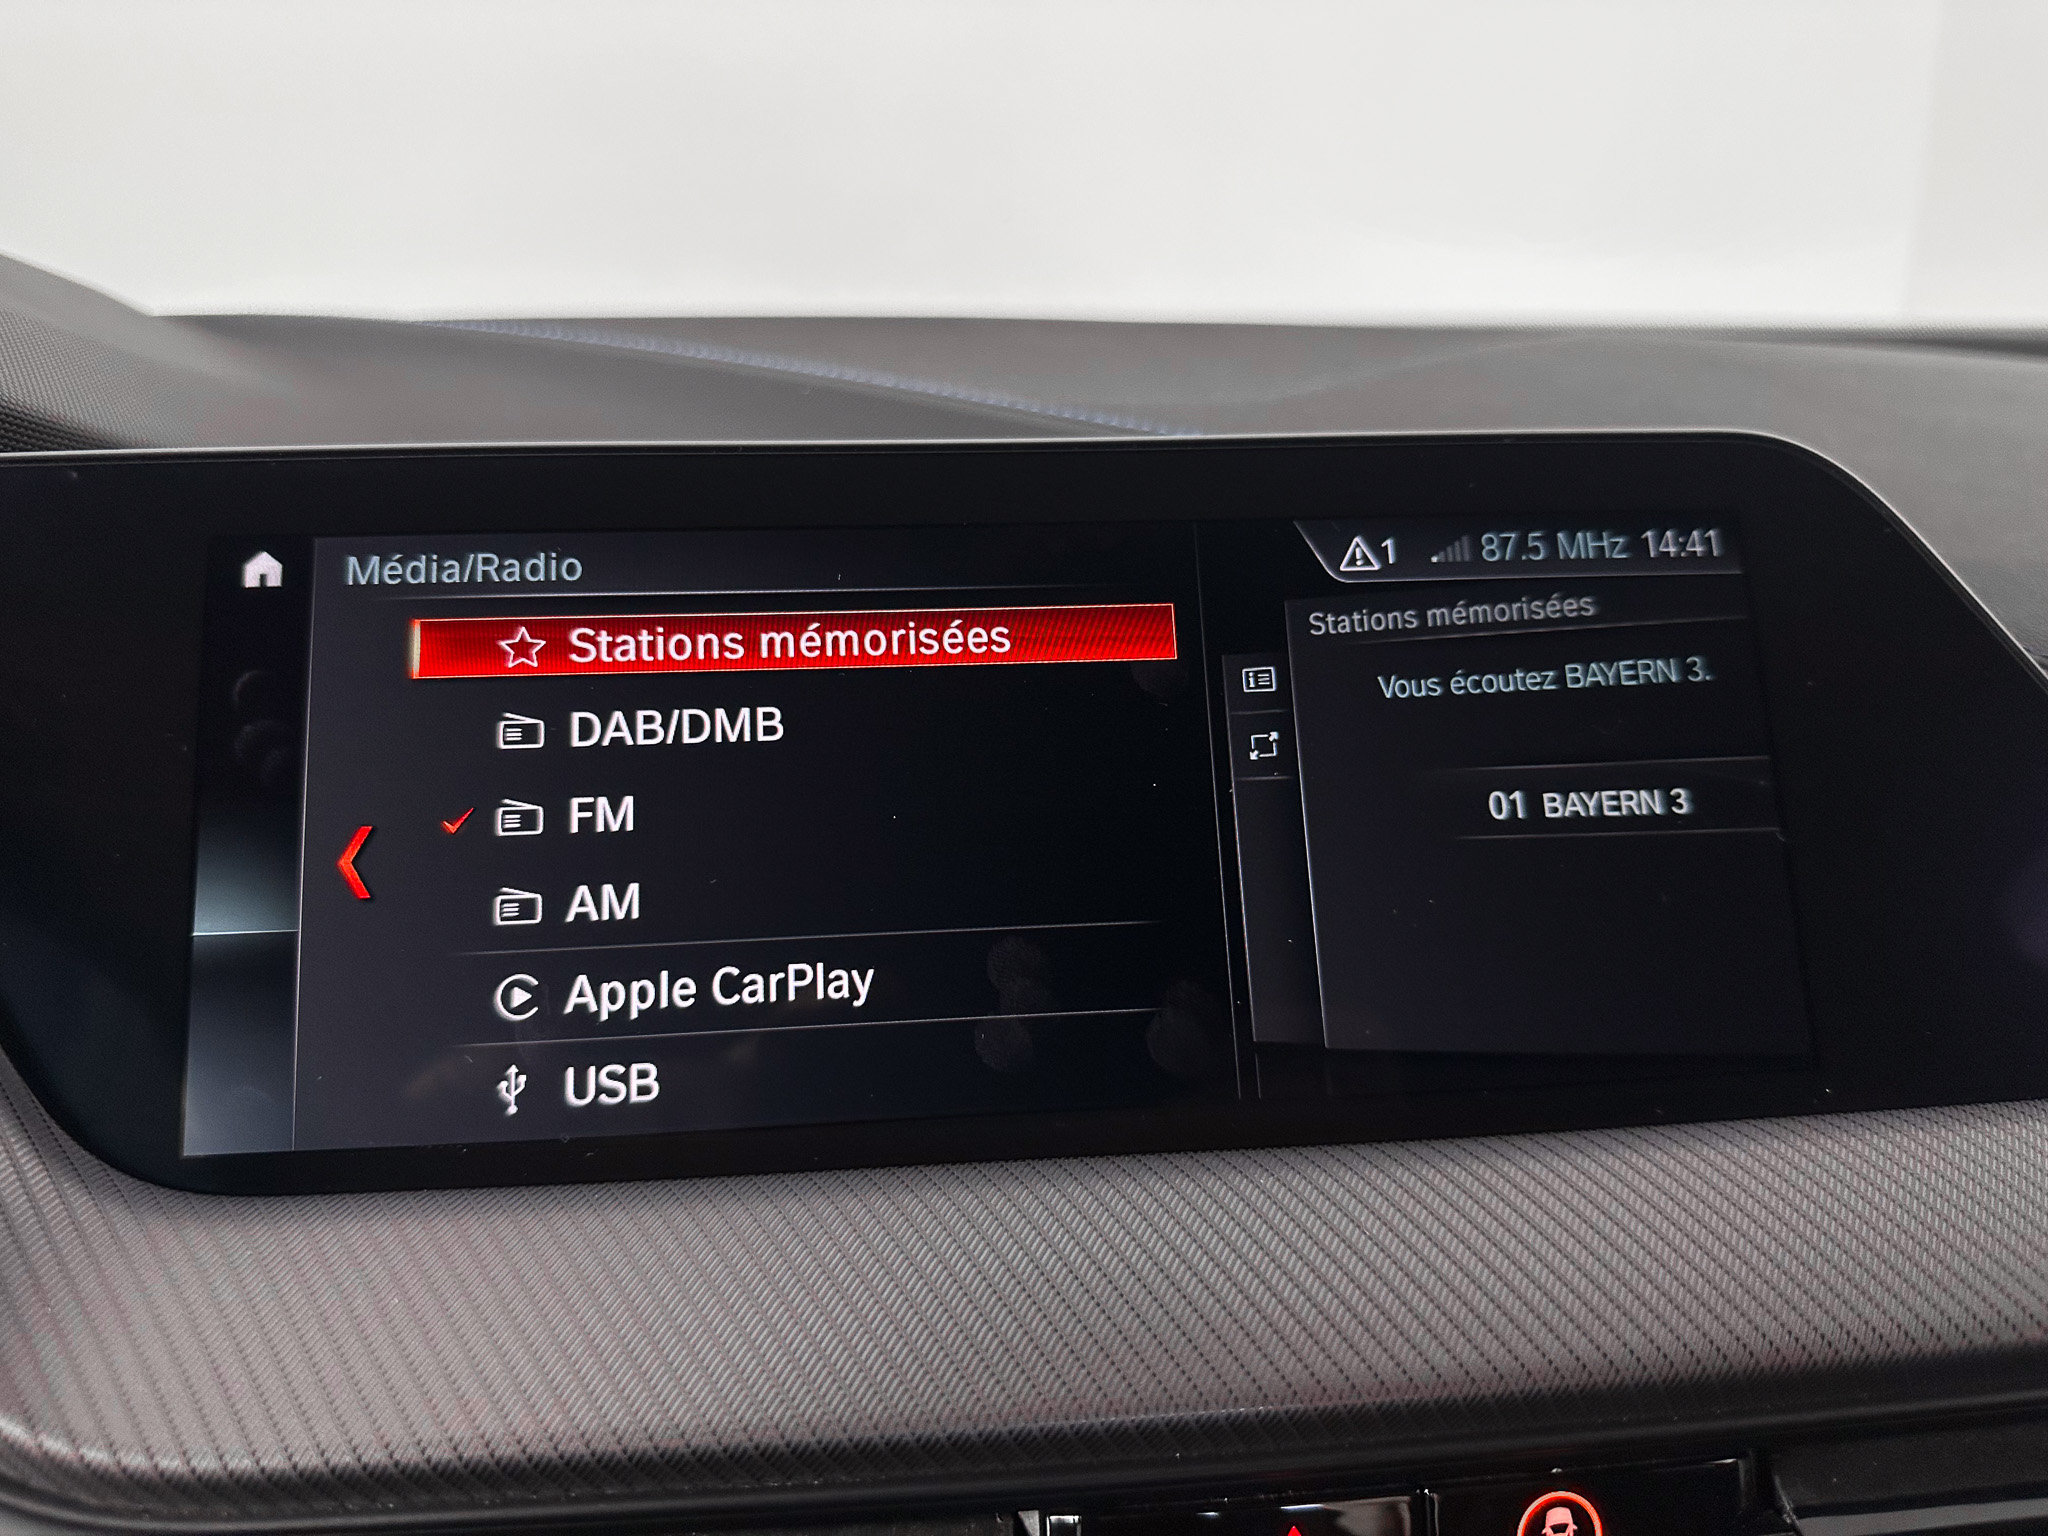 Média/Radio
Stations mémorisées
DAB/DMB
FM
AM
Apple CarPlay
USB
1 87.5 MHz 14:41
Stations mémorisées
Vous écoutez BAYERN 3.
01 BAYERN 3